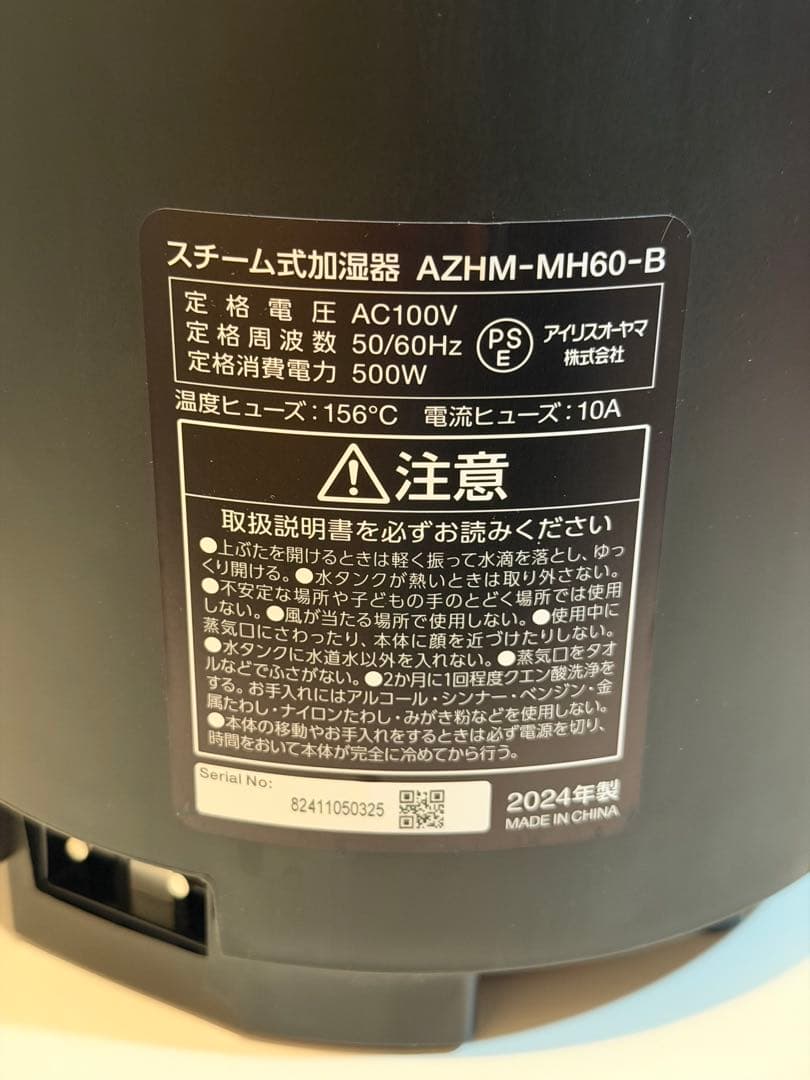 スチーム式加湿器 AZHM-MH60-B
定格電圧 AC100V
定格周波数 50/60Hz
定格消費電力 500W
PSE
アイリスオーヤマ
株式会社
温度ヒューズ：156℃ 電流ヒューズ：10A
注意
取扱説明書を必ずお読みください
●上ぶたを開けるときは軽く振って水滴を落とし、ゆっ
くり開ける。●水タンクが熱いときは取り外さない。
●不安定な場所や子どもの手のとどく場所では使用
しない。●風が当たる場所で使用しない。●使用中に
蒸気口にさわったり、本体に顔を近づけたりしない。
●水タンクに水道水以外を入れない。●蒸気口をタオ
ルなどでふさがない。●2か月に1回程度クエン酸洗浄を
する。お手入れにはアルコール・シンナー・ベンジン・金
属たわし・ナイロンたわし・みがき粉などを使用しない。
●本体の移動やお手入れをするときは必ず電源を切り、
時間をおいて本体が完全に冷めてから行う。
Serial No:
82411050325
2024年製
MADE IN CHINA